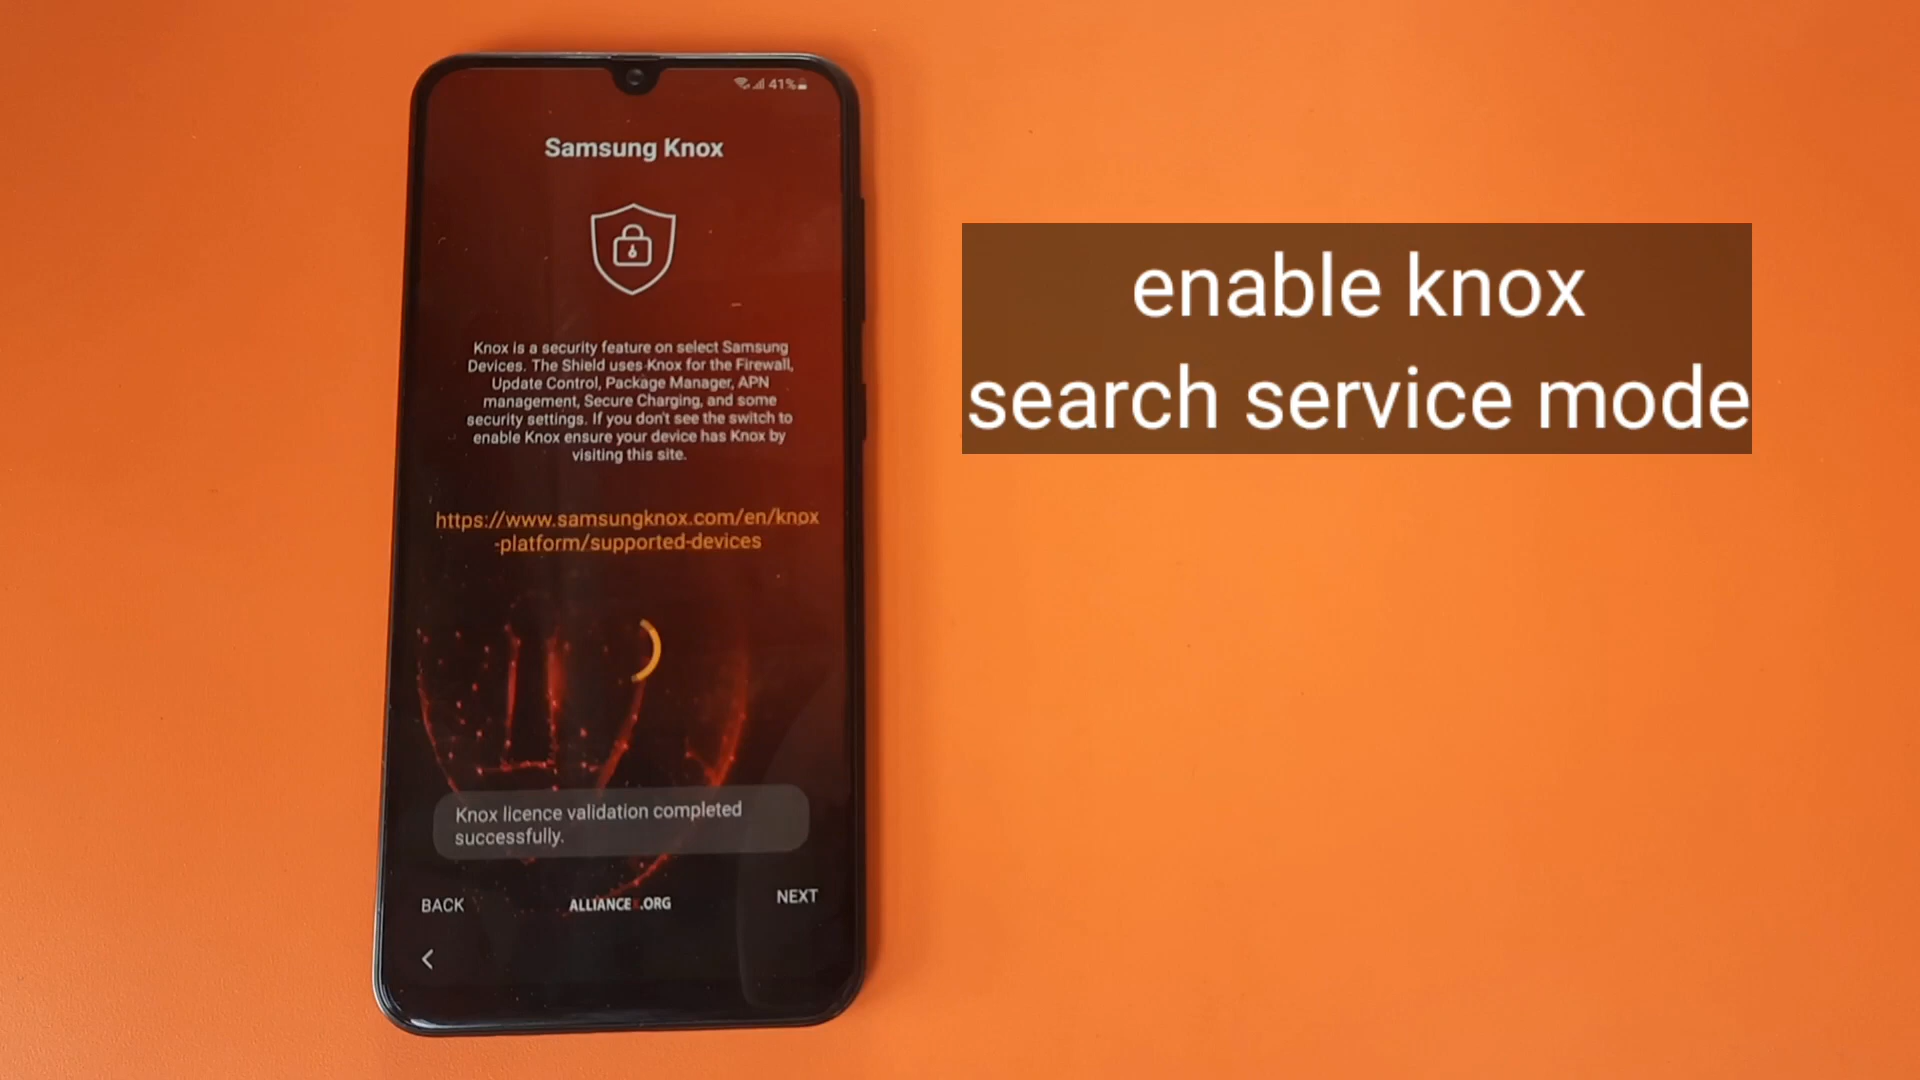 41%
Samsung Knox
Knox is a security feature on select Samsung
Devices. The Shield uses Knox for the Firewall,
Update Control, Package Manager, APN
management, Secure Charging, and some
security settings. If you don't see the switch to
enable Knox ensure your device has Knox by
visiting this site.
https://www.samsungknox.com/en/knox
-platform/supported-devices
Knox licence validation completed
successfully.
BACK
ALLIANCEX.ORG
NEXT
enable knox
search service mode